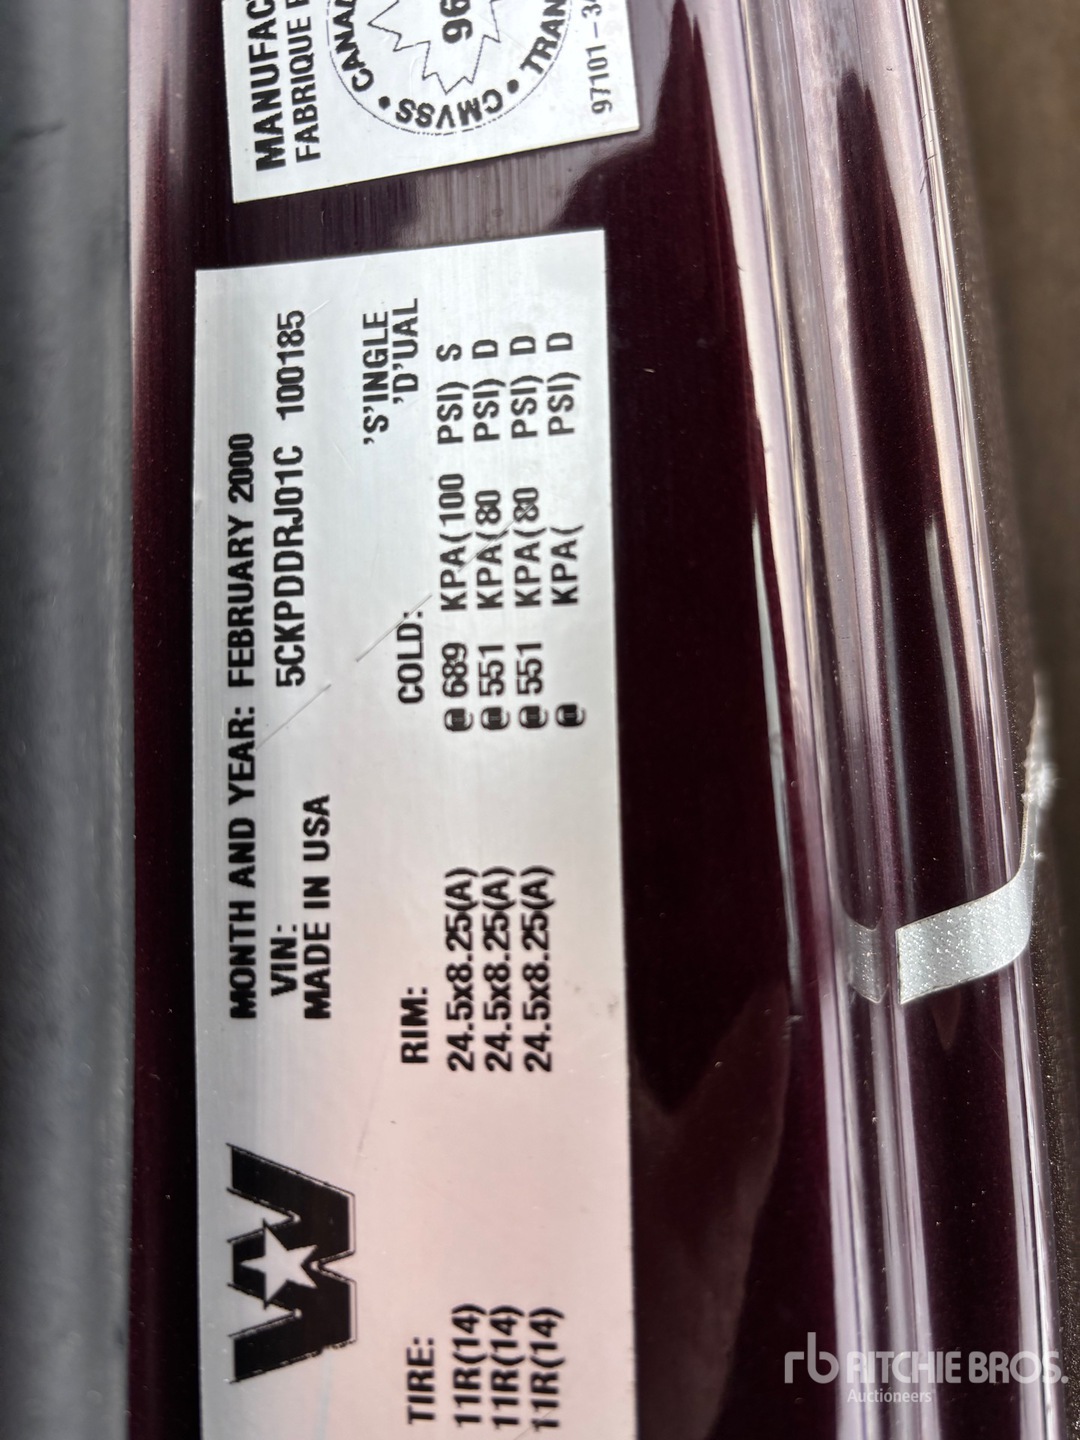 MONTH AND YEAR: FEBRUARY 2000
VIN: 5CKPDDRJ01C 100185
MADE IN USA
'S'INGLE
'D'UAL
TIRE: RIM: COLD:
11R(14) 24.5x8.25(A) @ 689 KPA(100 PSI) S
11R(14) 24.5x8.25(A) @ 551 KPA(80 PSI) D
11R(14) 24.5x8.25(A) @ 551 KPA(80 PSI) D
@ KPA( PSI) D
MANUFAC
FABRIQUE
CANAD
96
TRAN
• CMVSS •
97101-3
rb RITCHIE BROS.
Auctioneers